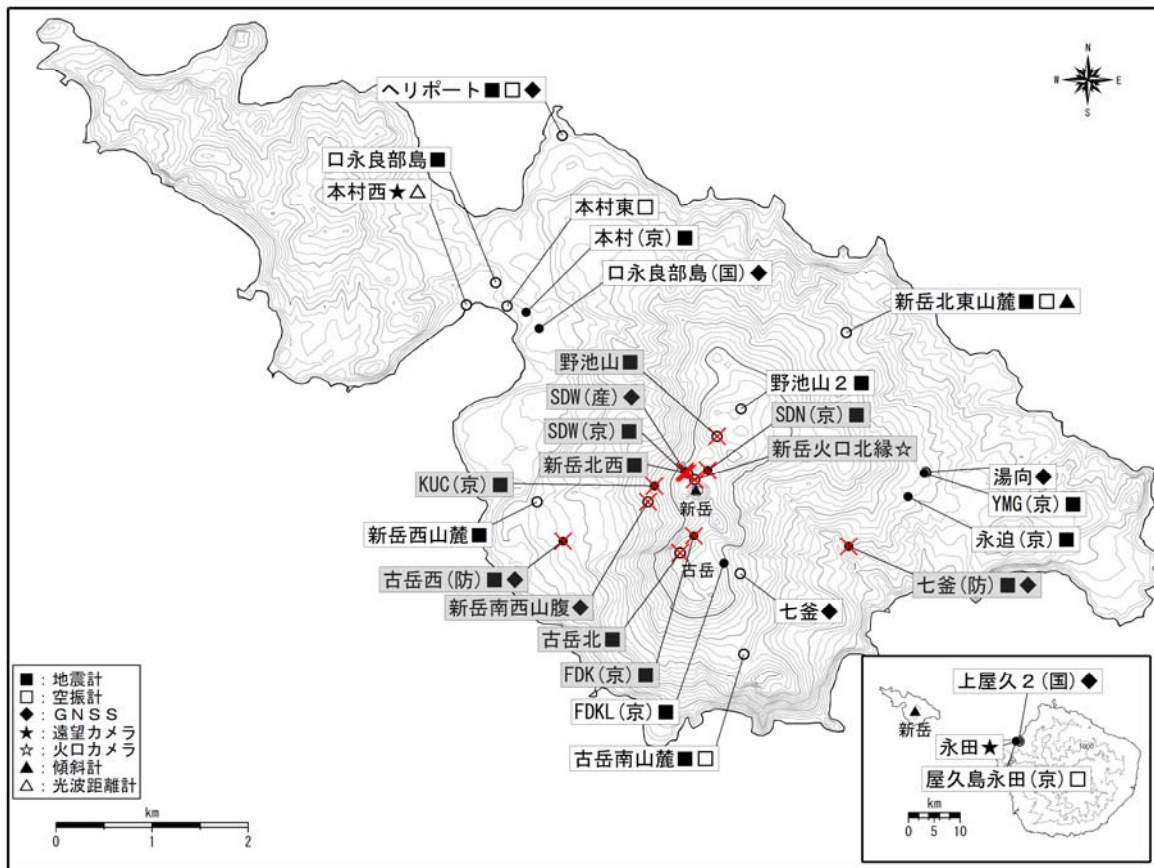 N
W E
S
ヘリポート■□◆
口永良部島■
本村西★△
本村東□
本村(京)■
口永良部島(国)◆
新岳北東山麓■□▲
野池山■
野池山2■
SDW(産)◆
SDN(京)■
SDW(京)■
新岳火口北縁☆
新岳北西■
KUC(京)■
新岳
湯向◆
YMG(京)■
永迫(京)■
新岳西山麓■
古岳西(防)■◆
古岳
七釜(防)■◆
新岳南西山腹◆
七釜◆
古岳北■
FDK(京)■
FDKL(京)■
古岳南山麓■□
■：地震計
□：空振計
◆：GNSS
★：遠望カメラ
☆：火口カメラ
▲：傾斜計
△：光波距離計
km
0 1 2
上屋久2(国)◆
新岳
永田★
屋久島永田(京)□
km
0 5 10